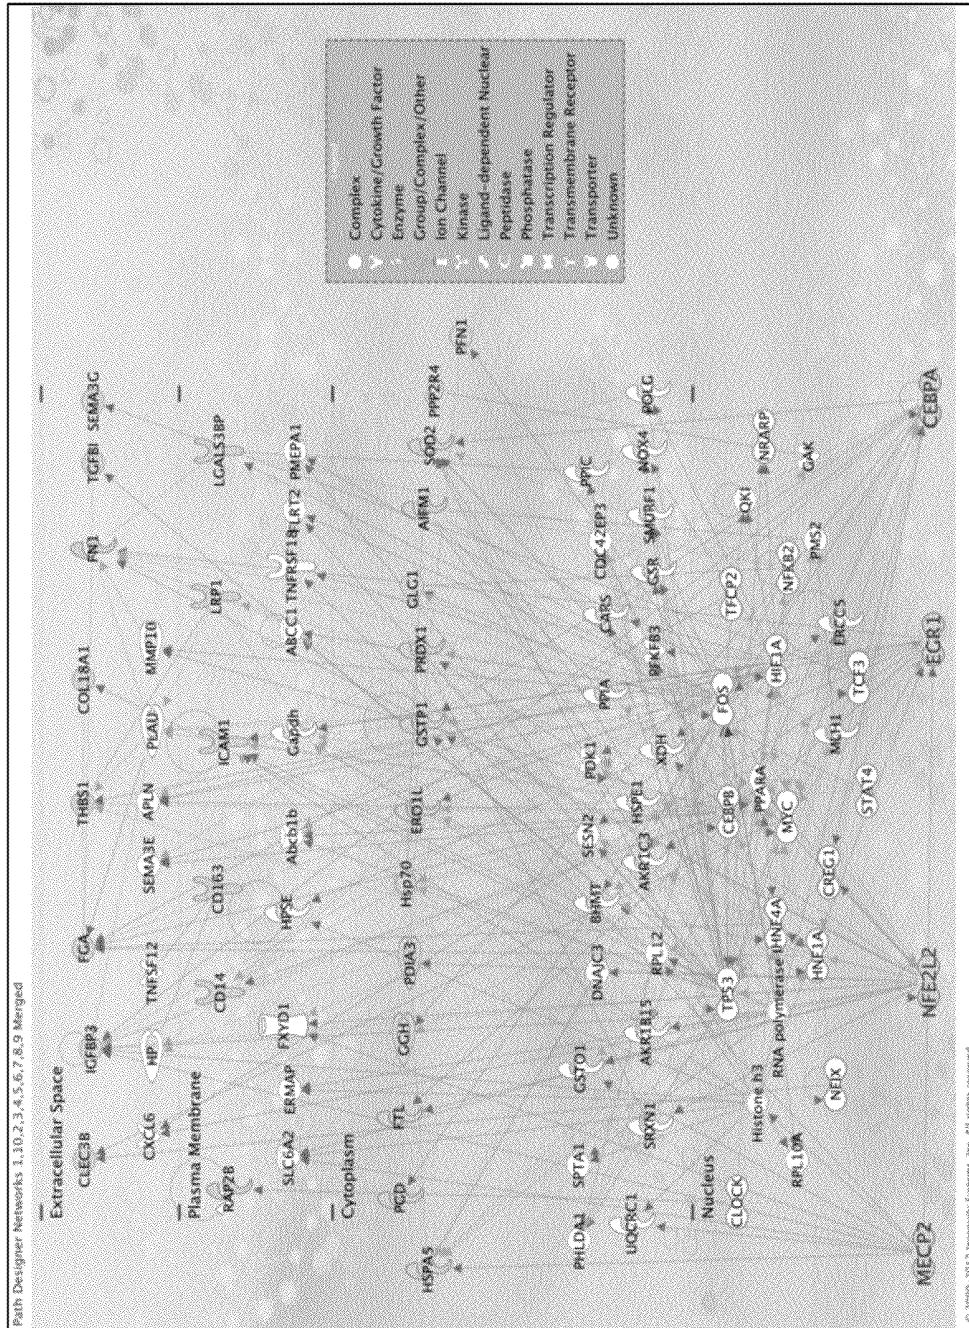 Path Designer Networks 1,10,2,3,4,5,6,7,8,9 Merged
Extracellular Space
CLEC3B
IGFBP3
FGA
THBS1
COL18A1
FN1
TGFBI
SEMA3G
CXCL6
HP
TNFSF12
SEMA3E
APLN
PLAU
MMP10
Plasma Membrane
RAP2B
CD14
CD163
ICAM1
LRP1
LGALS3BP
SLC6A2
ERMAP
FXYD1
HPSE
Abcb1b
Gapdh
ABCC1
TNFRSF18
FLRT2
PMEPA1
Cytoplasm
HSPA5
PGD
FTL
GGH
PDIA3
Hsp70
ERO1L
GSTP1
PRDX1
GLG1
AIFM1
SOD2
PPP2R4
PFN1
PHLDA1
SPTA1
GSTO1
DNAJC3
BHMT
SESN2
PDK1
PPIA
CARS
CDC42EP3
PPIC
UQCRC1
SRXN1
AKR1B15
RPL12
AKR1C3
HSPE1
XDH
PFKFB3
GSR
SMURF1
NOX4
POLG
Nucleus
CLOCK
TP53
CEBPB
FOS
TFCP2
QKI
Histone h3
RNA polymerase II
HNF4A
PPARA
HIF1A
NRARP
RPL10A
HNF1A
MYC
NFKB2
GAK
NFIX
CREG1
MGH1
ERCC5
PMS2
STAT4
TCF3
MECP2
NFE2L2
EGR1
CEBPA
Complex
Cytokine/Growth Factor
Enzyme
Group/Complex/Other
Ion Channel
Kinase
Ligand-dependent Nuclear
Peptidase
Phosphatase
Transcription Regulator
Transmembrane Receptor
Transporter
Unknown